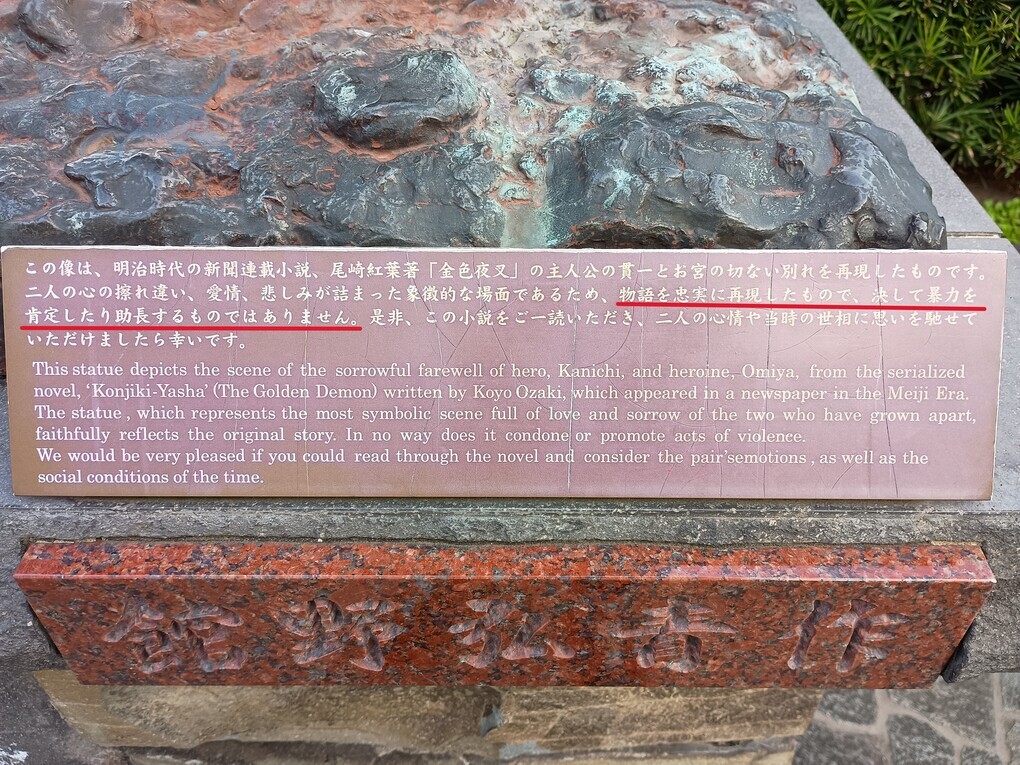 この像は、明治時代の新聞連載小説、尾崎紅葉著「金色夜叉」の主人公の貫一とお宮の切ない別れを再現したものです。
二人の心の擦れ違い、愛情、悲しみが詰まった象徴的な場面であるため、物語を忠実に再現したもので、決して暴力を
肯定したり助長するものではありません。是非、この小説をご一読いただき、二人の心情や当時の世相に思いを馳せて
いただけましたら幸いです。
This statue depicts the scene of the sorrowful farewell of hero, Kanichi, and heroine, Omiya, from the serialized
novel, ‘Konjiki-Yasha’ (The Golden Demon) written by Koyo Ozaki, which appeared in a newspaper in the Meiji Era.
The statue , which represents the most symbolic scene full of love and sorrow of the two who have grown apart,
faithfully reflects the original story. In no way does it condone or promote acts of violence.
We would be very pleased if you could read through the novel and consider the pair'semotions , as well as the
social conditions of the time.
舘野弘青作